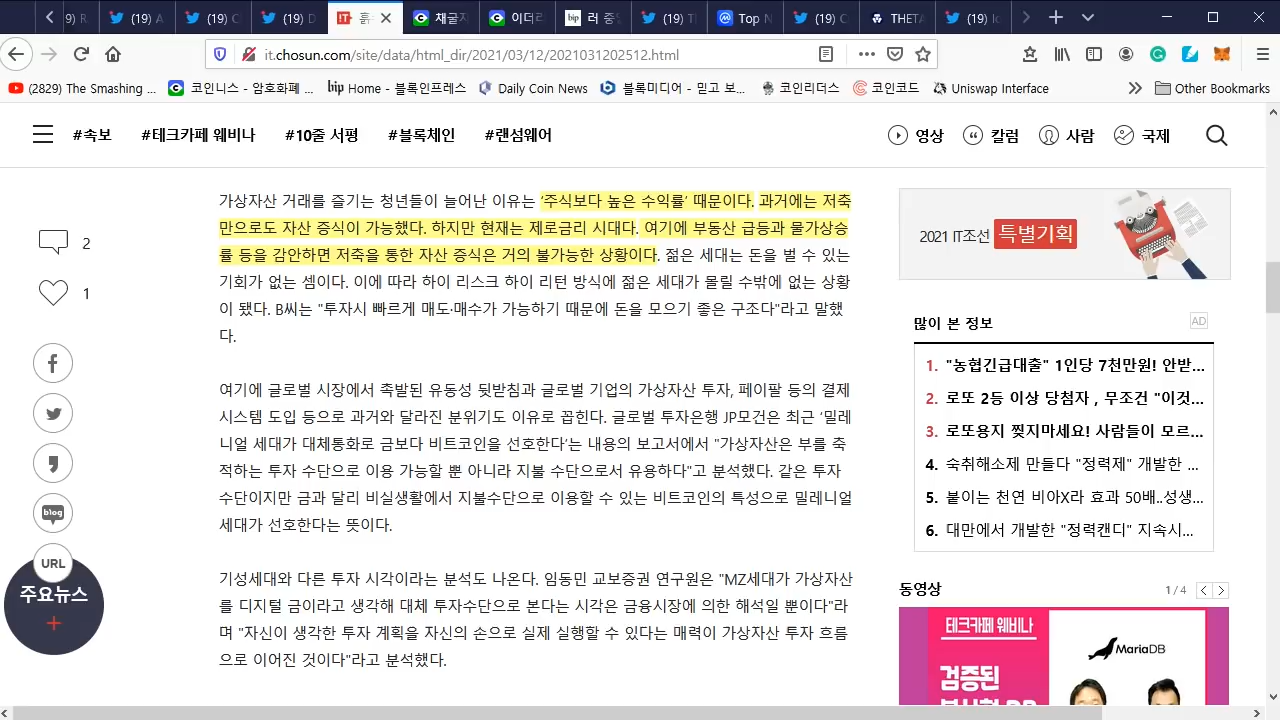 (19) A
(19) C
(19) D
IT
흙
채굴자
이더리
bip 러 중앙
(19) T
Top N
(19) C
THETA
(19) Ic
it.chosun.com/site/data/html_dir/2021/03/12/2021031202512.html
(2829) The Smashing ...
코인니스 - 암호화폐 ...
bip Home - 블록인프레스
Daily Coin News
블록미디어 - 믿고 보...
코인리더스
코인코드
Uniswap Interface
Other Bookmarks
#속보 #테크카페 웨비나 #10줄 서평 #블록체인 #랜섬웨어
영상 칼럼 사람 국제
2
1
blog
URL
주요뉴스
+
가상자산 거래를 즐기는 청년들이 늘어난 이유는 ‘주식보다 높은 수익률’ 때문이다. 과거에는 저축
만으로도 자산 증식이 가능했다. 하지만 현재는 제로금리 시대다. 여기에 부동산 급등과 물가상승
률 등을 감안하면 저축을 통한 자산 증식은 거의 불가능한 상황이다. 젊은 세대는 돈을 벌 수 있는
기회가 없는 셈이다. 이에 따라 하이 리스크 하이 리턴 방식에 젊은 세대가 몰릴 수밖에 없는 상황
이 됐다. B씨는 "투자시 빠르게 매도·매수가 가능하기 때문에 돈을 모으기 좋은 구조다"라고 말했
다.
여기에 글로벌 시장에서 촉발된 유동성 뒷받침과 글로벌 기업의 가상자산 투자, 페이팔 등의 결제
시스템 도입 등으로 과거와 달라진 분위기도 이유로 꼽힌다. 글로벌 투자은행 JP모건은 최근 ‘밀레
니얼 세대가 대체통화로 금보다 비트코인을 선호한다’는 내용의 보고서에서 "가상자산은 부를 축
적하는 투자 수단으로 이용 가능할 뿐 아니라 지불 수단으로서 유용하다"고 분석했다. 같은 투자
수단이지만 금과 달리 비실생활에서 지불수단으로 이용할 수 있는 비트코인의 특성으로 밀레니얼
세대가 선호한다는 뜻이다.
기성세대와 다른 투자 시각이라는 분석도 나온다. 임동민 교보증권 연구원은 "MZ세대가 가상자산
를 디지털 금이라고 생각해 대체 투자수단으로 본다는 시각은 금융시장에 의한 해석일 뿐이다"라
며 "자신이 생각한 투자 계획을 자신의 손으로 실제 실행할 수 있다는 매력이 가상자산 투자 흐름
으로 이어진 것이다"라고 분석했다.
2021 IT조선 특별기획
많이 본 정보
AD
1. "농협긴급대출" 1인당 7천만원! 안받...
2. 로또 2등 이상 당첨자 , 무조건 "이것...
3. 로또용지 찢지마세요! 사람들이 모르...
4. 숙취해소제 만들다 "정력제" 개발한 ...
5. 붙이는 천연 비아X라 효과 50배..성생...
6. 대만에서 개발한 "정력캔디" 지속시...
동영상
1 / 4
테크카페 웨비나
MariaDB
검증된